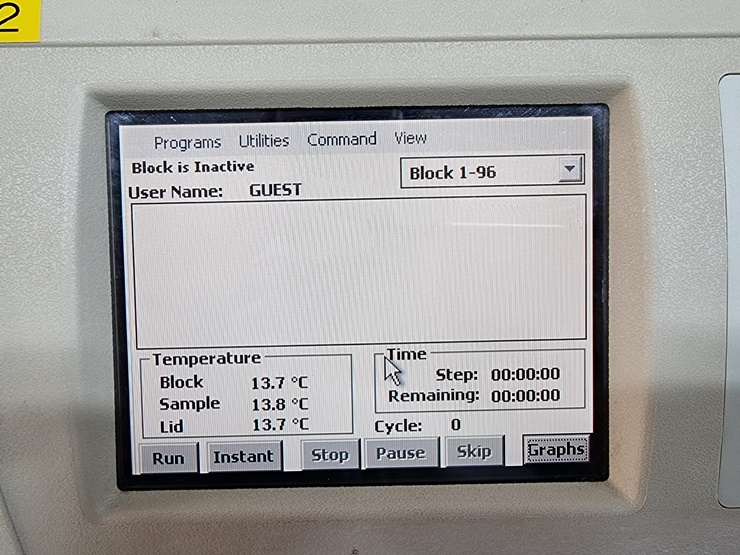 2
Programs Utilities Command View
Block is Inactive
Block 1-96
User Name: GUEST
Temperature
Block 13.7 °C
Sample 13.8 °C
Lid 13.7 °C
Time
Step: 00:00:00
Remaining: 00:00:00
Cycle: 0
Run Instant Stop Pause Skip Graphs